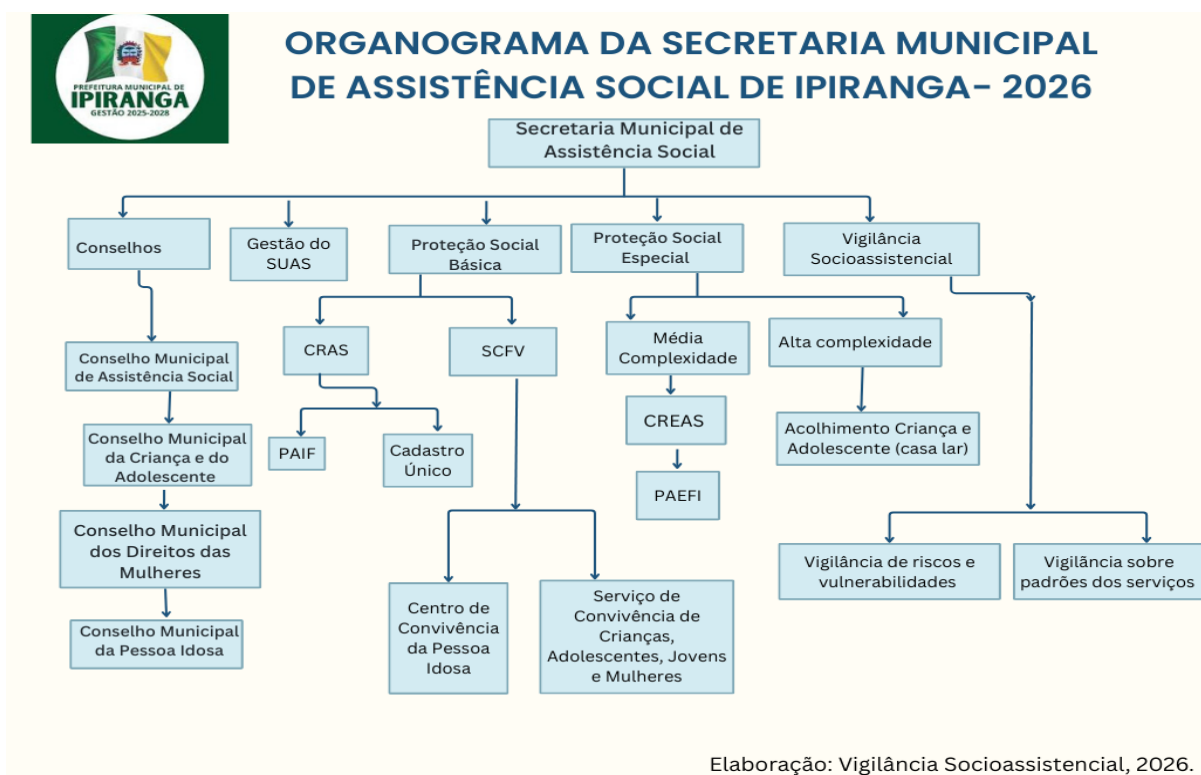 PREFEITURA MUNICIPAL DE
IPIRANGA
GESTÃO 2025-2028
ORGANOGRAMA DA SECRETARIA MUNICIPAL
DE ASSISTÊNCIA SOCIAL DE IPIRANGA- 2026
Secretaria Municipal de
Assistência Social
Conselhos
Gestão do
SUAS
Proteção Social
Básica
Proteção Social
Especial
Vigilância
Socioassistencial
Conselho Municipal
de Assistência Social
Conselho Municipal
da Criança e do
Adolescente
Conselho Municipal
dos Direitos das
Mulheres
Conselho Municipal
da Pessoa Idosa
CRAS
SCFV
PAIF
Cadastro
Único
Centro de
Convivência
da Pessoa
Idosa
Serviço de
Convivência de
Crianças,
Adolescentes, Jovens
e Mulheres
Média
Complexidade
Alta complexidade
CREAS
PAEFI
Acolhimento Criança e
Adolescente (casa lar)
Vigilância de riscos e
vulnerabilidades
Vigilância sobre
padrões dos serviços
Elaboração: Vigilância Socioassistencial, 2026.